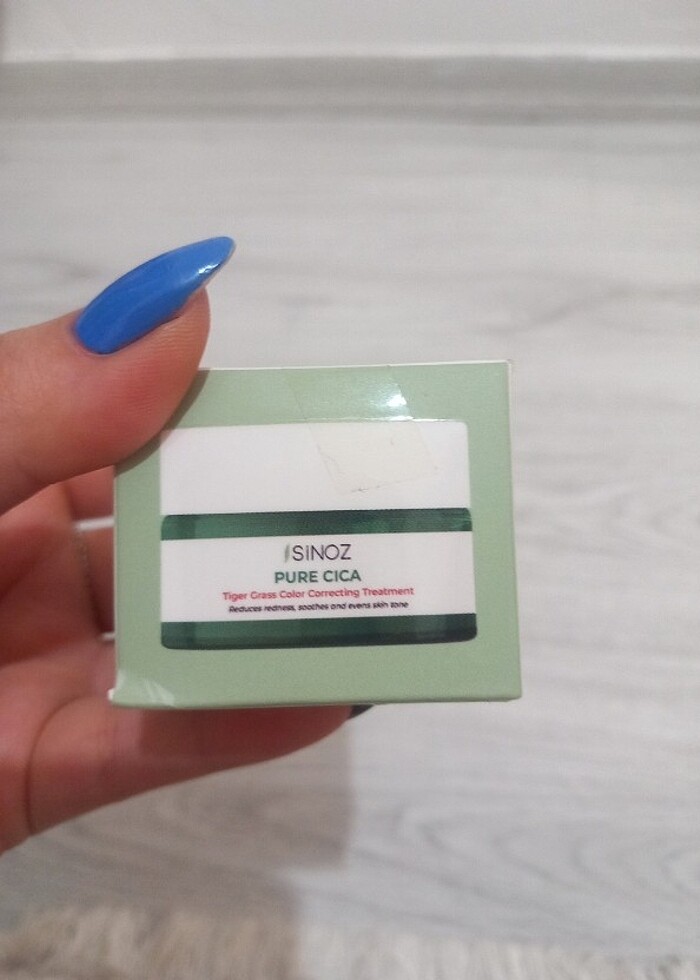 SINOZ
PURE CICA
Tiger Grass Color Correcting Treatment
Reduces redness, soothes and evens skin tone